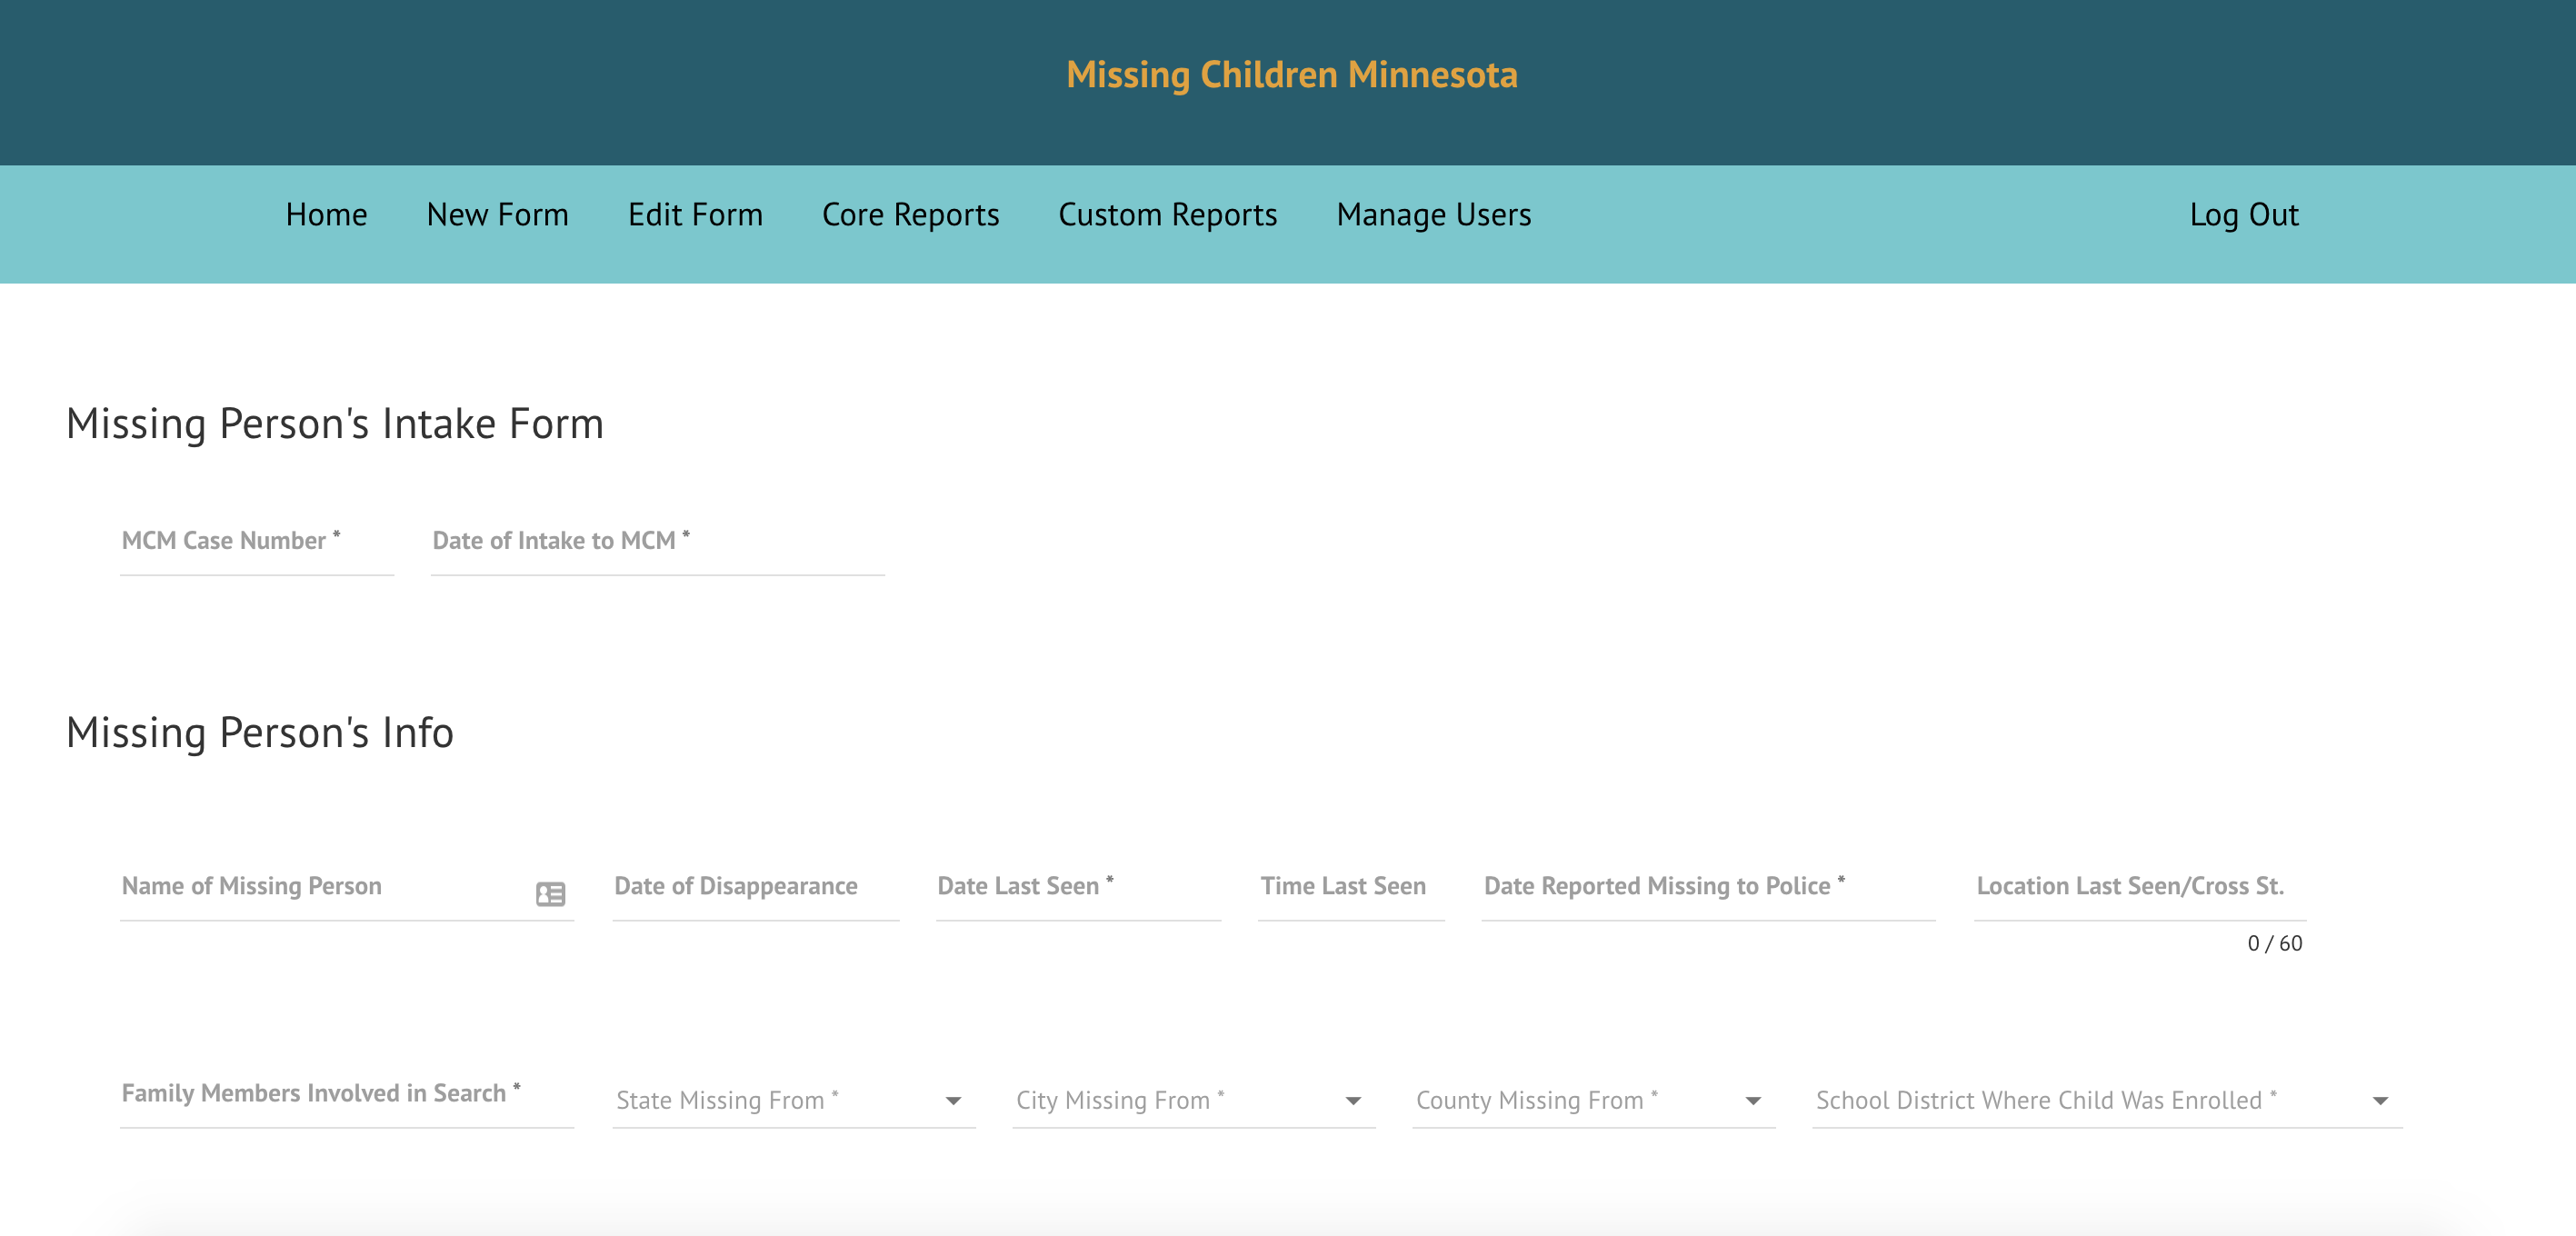 Missing Children Minnesota
Home New Form Edit Form Core Reports Custom Reports Manage Users Log Out
Missing Person's Intake Form
MCM Case Number * Date of Intake to MCM *
Missing Person's Info
Name of Missing Person Date of Disappearance Date Last Seen * Time Last Seen Date Reported Missing to Police * Location Last Seen/Cross St.
0 / 60
Family Members Involved in Search * State Missing From * City Missing From * County Missing From * School District Where Child Was Enrolled *